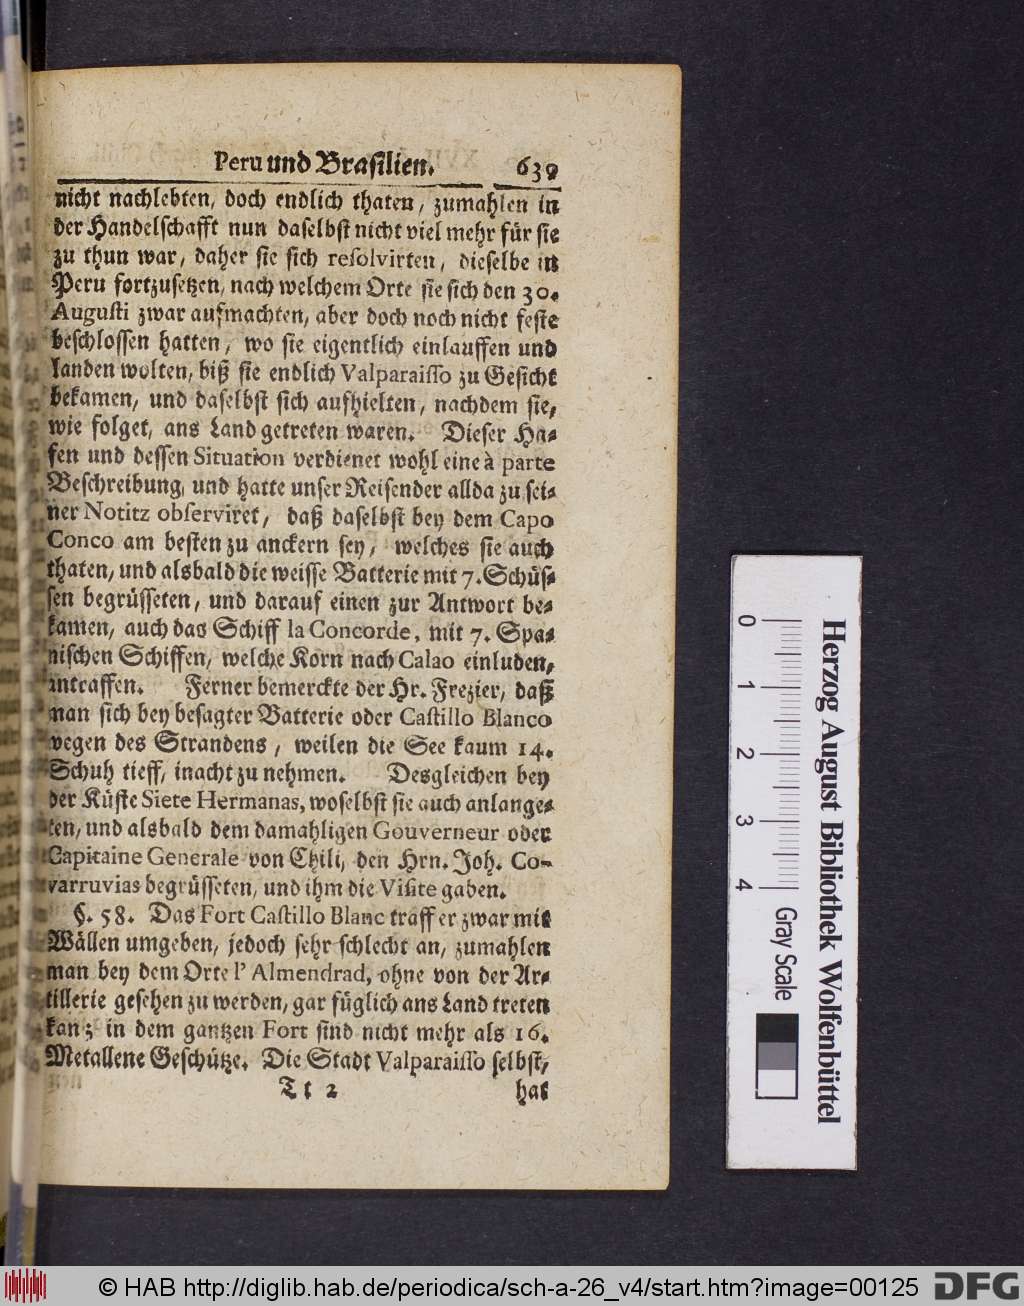 Peru und Brasilien. 639
nicht nachlebten, doch endlich thaten, zumahlen in
der Handelschafft nun daselbst nicht viel mehr für sie
zu thun war, daher sie sich resolvirten, dieselbe in
Peru fortzusetzen, nach welchem Orte sie sich den 30.
Augusti zwar aufmachten, aber doch noch nicht feste
beschlossen hatten, wo sie eigentlich einlauffen und
landen wolten, biß sie endlich Valparaisso zu Gesicht
bekamen, und daselbst sich aufhielten, nachdem sie,
wie folget, ans Land getreten waren. Dieser Ha-
fen und dessen Situation verdienet wohl eine à parte
Beschreibung, und hatte unser Reisender allda zu sei-
ner Notitz observiret, daß daselbst bey dem Capo
Conco am besten zu anckern sey, welches sie auch
thaten, und alsbald die weisse Batterie mit 7. Schüs-
sen begrüsseten, und darauf einen zur Antwort be-
kamen, auch das Schiff la Concorde, mit 7. Spa-
nischen Schiffen, welche Korn nach Calao einluden,
antraffen. Ferner bemerckte der Hr. Frezier, daß
man sich bey besagter Batterie oder Castillo Blanco
wegen des Strandens, weilen die See kaum 14.
Schuh tieff, inacht zu nehmen. Desgleichen bey
der Küste Siete Hermanas, woselbst sie auch anlange-
ten, und alsbald dem damahligen Gouverneur oder
Capitaine Generale von Chili, den Hrn. Joh. Co-
varruvias begrüsseten, und ihm die Visite gaben.
§. 58. Das Fort Castillo Blanc traff er zwar mit
Wällen umgeben, jedoch sehr schlecht an, zumahlen
man bey dem Orte l' Almendrad, ohne von der Ar-
tillerie gesehen zu werden, gar füglich ans Land treten
kan; in dem gantzen Fort sind nicht mehr als 16.
Metallene Geschütze. Die Stadt Valparaisso selbst,
Tt 2 hat
0 1 2 3 4
Gray Scale
Herzog August Bibliothek Wolfenbüttel
© HAB http://diglib.hab.de/periodica/sch-a-26_v4/start.htm?image=00125
DFG